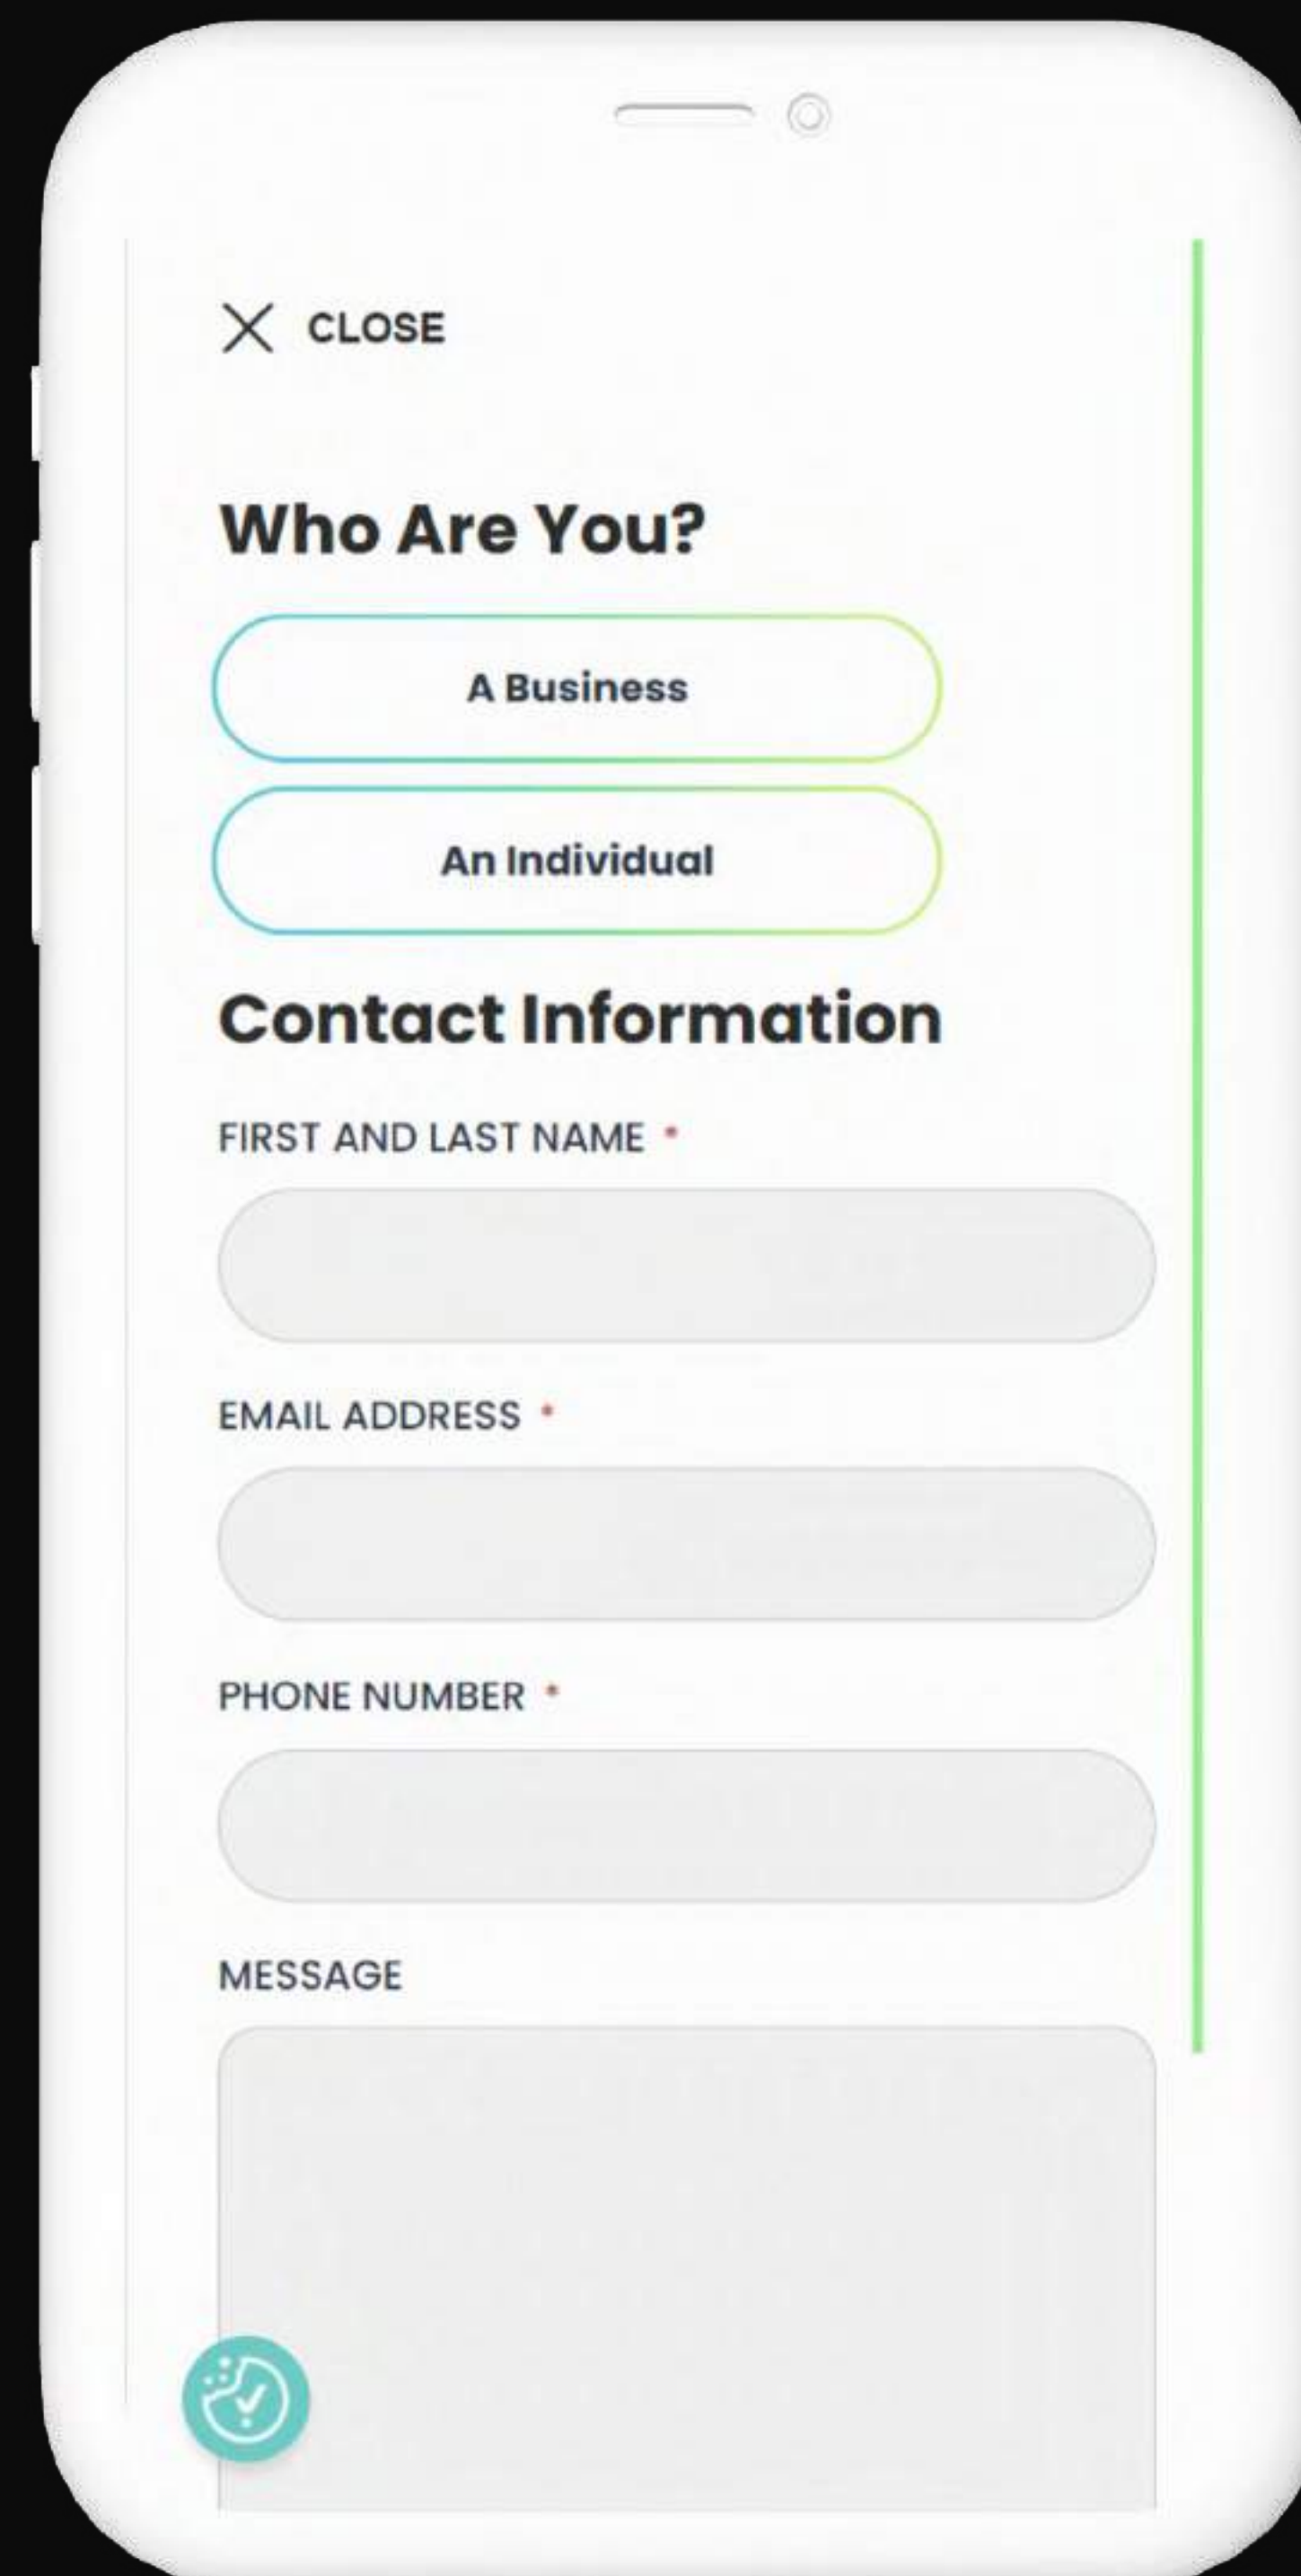 CLOSE
Who Are You?
A Business
An Individual
Contact Information
FIRST AND LAST NAME *
EMAIL ADDRESS *
PHONE NUMBER *
MESSAGE